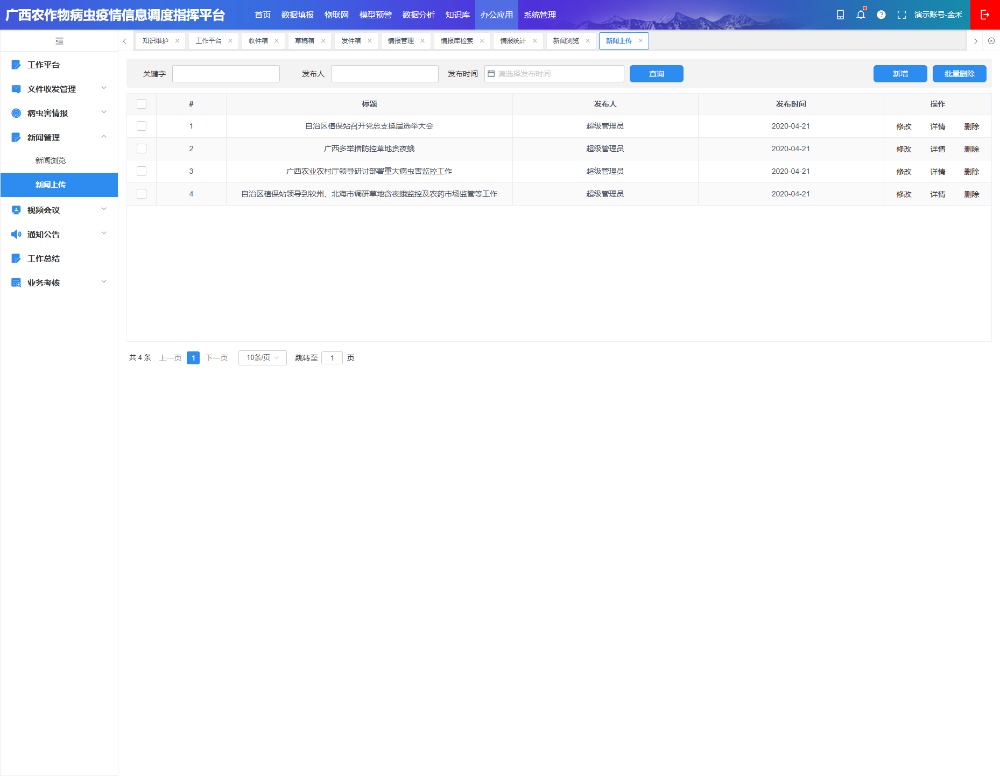 广西农作物病虫疫情信息调度指挥平台
首页 数据填报 物联网 模型预警 数据分析 知识库 办公应用 系统管理
演示账号-金禾
知识维护 工作平台 收件箱 草稿箱 发件箱 情报管理 情报库检索 情报统计 新闻浏览 新闻上传
工作平台
文件收发管理
病虫害情报
新闻管理
新闻浏览
新闻上传
视频会议
通知公告
工作总结
业务考核
关键字 发布人 发布时间 请选择发布时间 查询 新增 批量删除
# 标题 发布人 发布时间 操作
1 自治区植保站召开党总支换届选举大会 超级管理员 2020-04-21 修改 详情 删除
2 广西多举措防控草地贪夜蛾 超级管理员 2020-04-21 修改 详情 删除
3 广西农业农村厅领导研讨部署重大病虫害监控工作 超级管理员 2020-04-21 修改 详情 删除
4 自治区植保站领导到钦州、北海市调研草地贪夜蛾监控及农药市场监管等工作 超级管理员 2020-04-21 修改 详情 删除
共 4 条 上一页 1 下一页 10条/页 跳转至 1 页